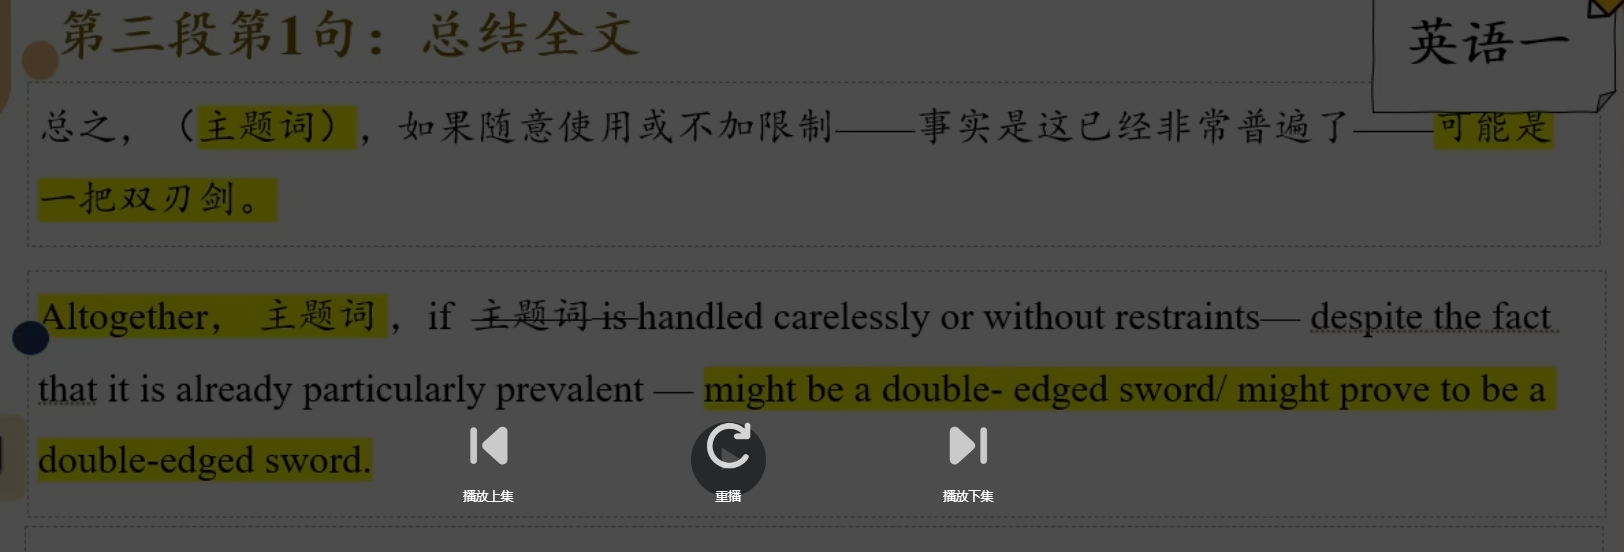 第三段第1句：总结全文
英语一
总之，（主题词），如果随意使用或不加限制——事实是这已经非常普遍了——可能是
一把双刃剑。
Altogether， 主题词 ，if 主题词 is handled carelessly or without restraints— despite the fact
that it is already particularly prevalent — might be a double- edged sword/ might prove to be a
double-edged sword.
播放上集 重播 播放下集